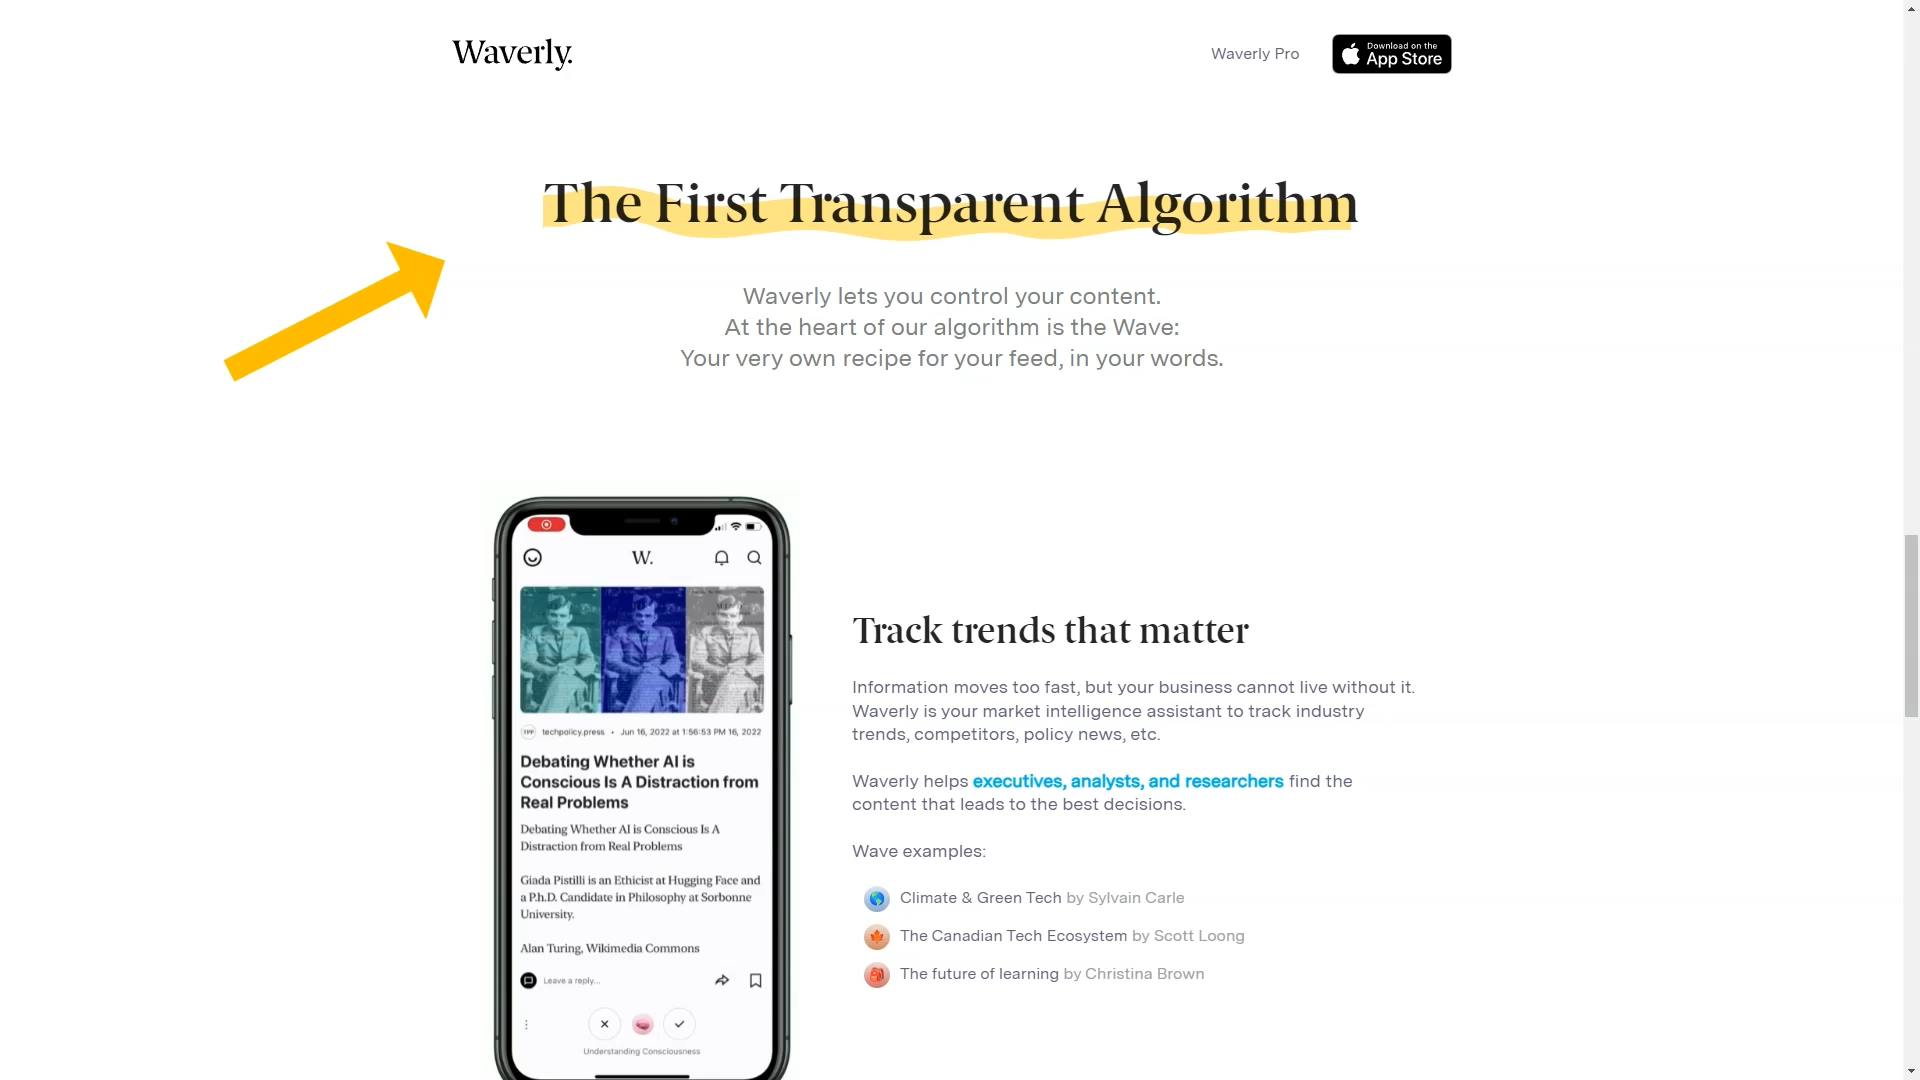 Waverly.
Waverly Pro
Download on the
App Store
The First Transparent Algorithm
Waverly lets you control your content.
At the heart of our algorithm is the Wave:
Your very own recipe for your feed, in your words.
W.
TPP techpolicy.press • Jun 16, 2022 at 1:56:53 PM 16, 2022
Debating Whether AI is
Conscious Is A Distraction from
Real Problems
Debating Whether AI is Conscious Is A
Distraction from Real Problems
Giada Pistilli is an Ethicist at Hugging Face and
a P.h.D. Candidate in Philosophy at Sorbonne
University.
Alan Turing, Wikimedia Commons
Leave a reply...
Understanding Consciousness
Track trends that matter
Information moves too fast, but your business cannot live without it.
Waverly is your market intelligence assistant to track industry
trends, competitors, policy news, etc.
Waverly helps executives, analysts, and researchers find the
content that leads to the best decisions.
Wave examples:
Climate & Green Tech by Sylvain Carle
The Canadian Tech Ecosystem by Scott Loong
The future of learning by Christina Brown